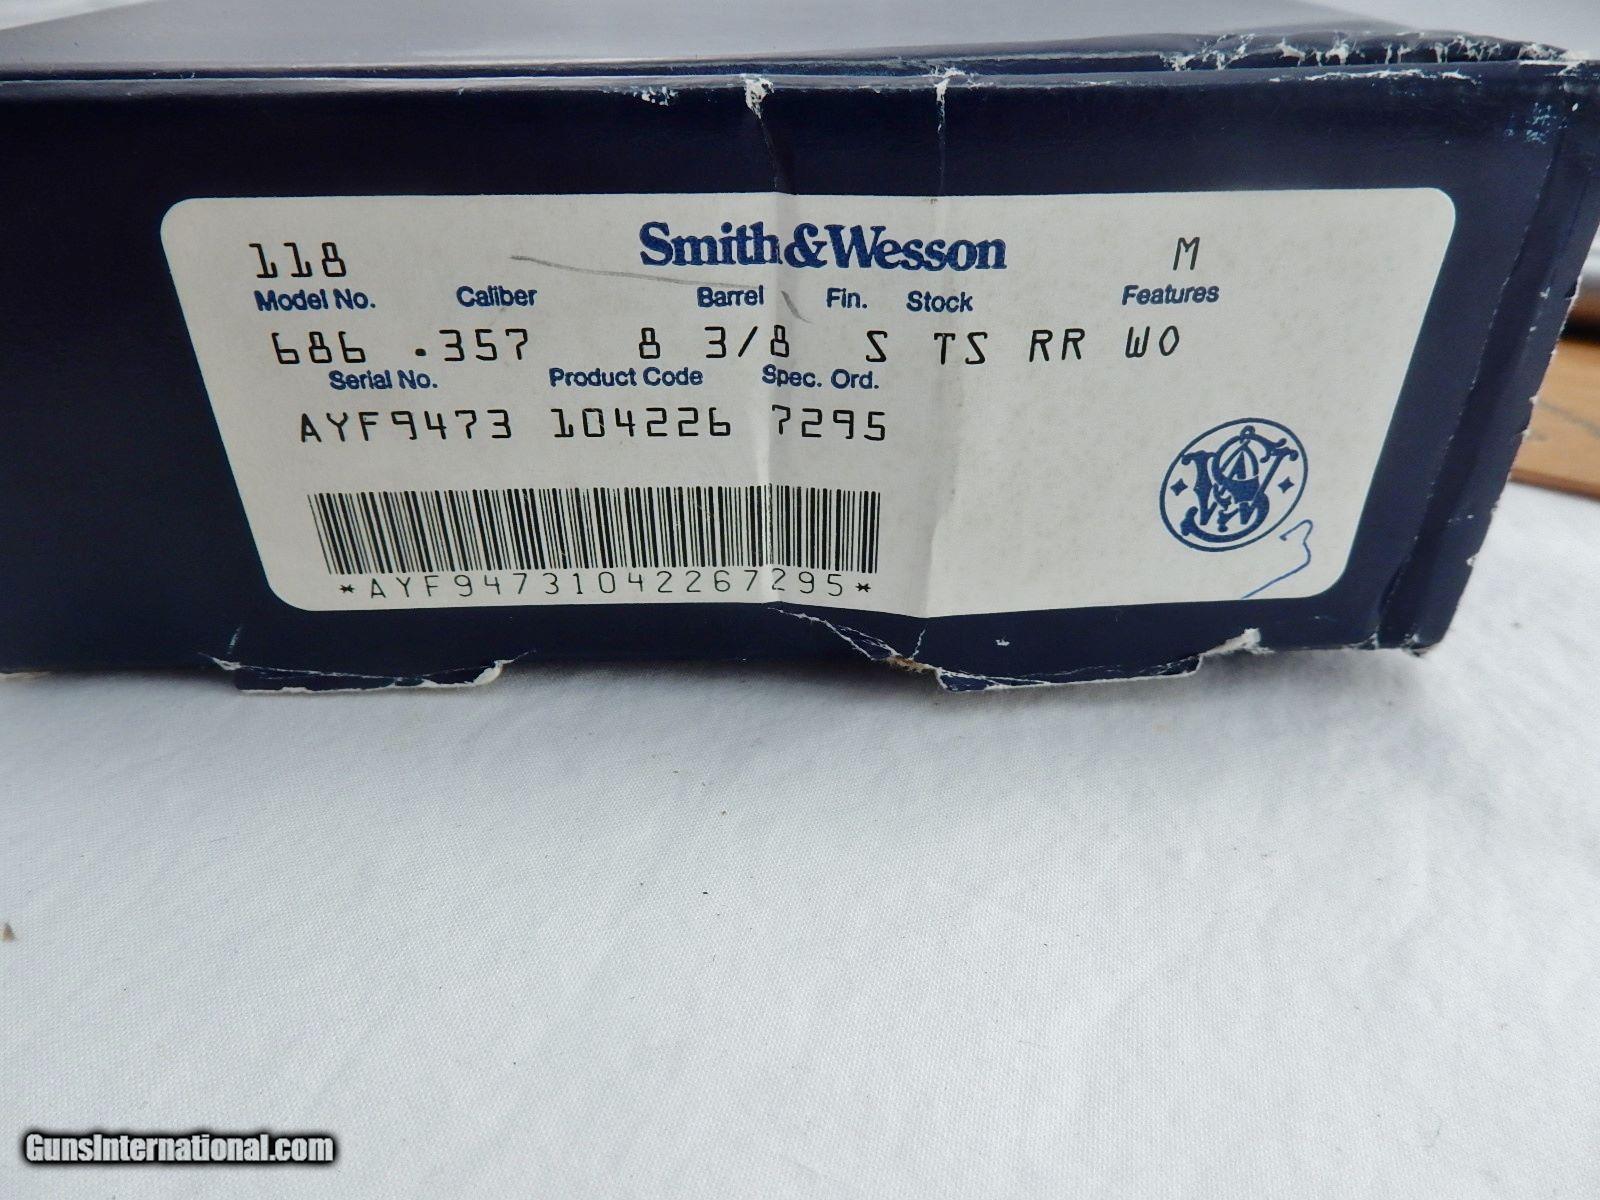 118 Smith&Wesson M
Model No. Caliber Barrel Fin. Stock Features
686 .357 8 3/8 S TS RR WO
Serial No. Product Code Spec. Ord.
AYF9473 104226 7295
*AYF94731042267295*
GunsInternational.com